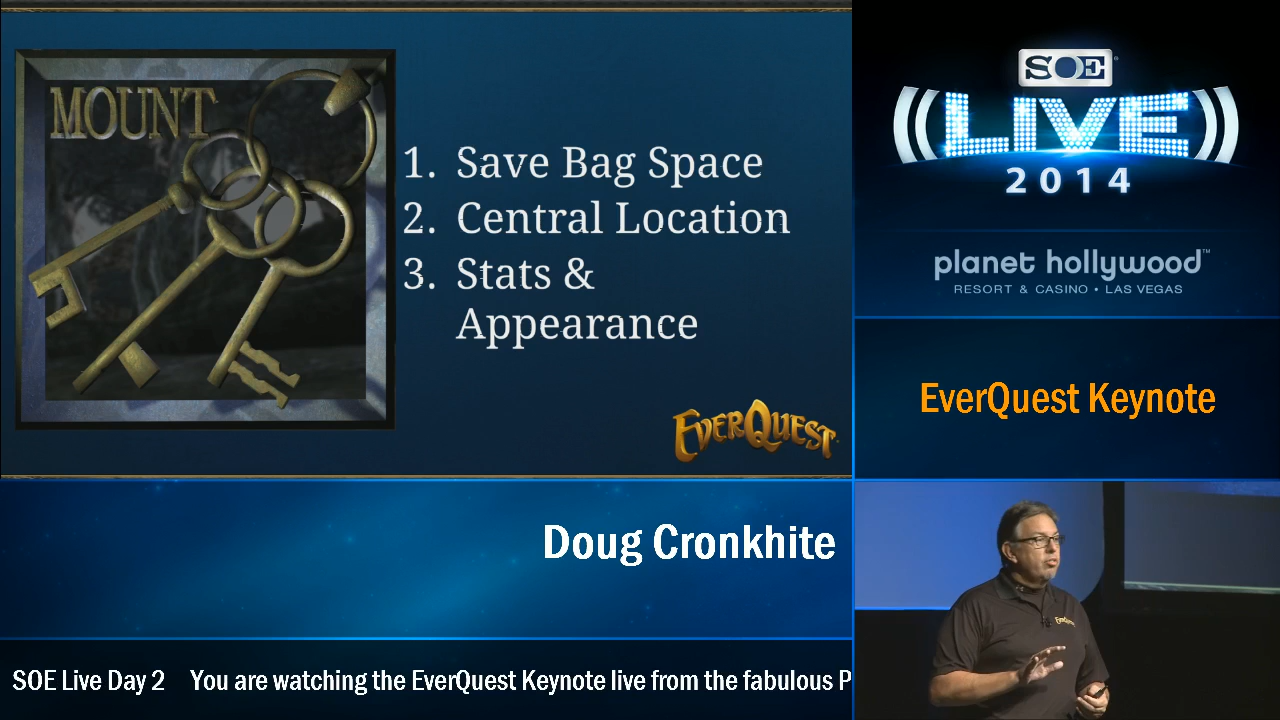 MOUNT
1. Save Bag Space
2. Central Location
3. Stats &
Appearance
EVERQUEST
SOE
LIVE
2014
planet hollywood™
RESORT & CASINO • LAS VEGAS
EverQuest Keynote
Doug Cronkhite
EverQuest
SOE Live Day 2 You are watching the EverQuest Keynote live from the fabulous P